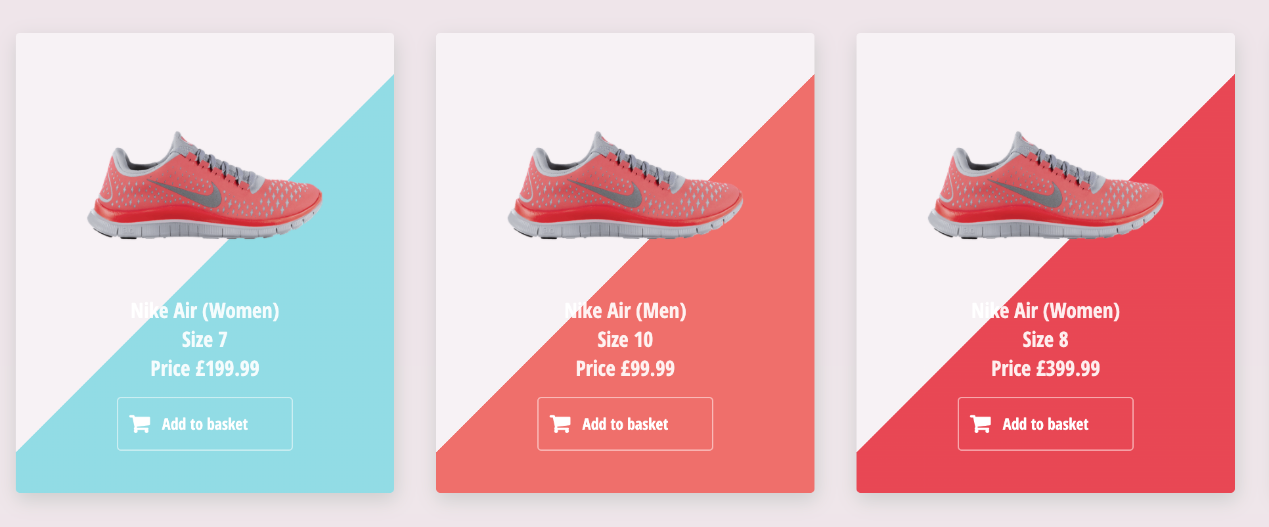 Nike Air (Women)
Size 7
Price £199.99
Add to basket
Nike Air (Men)
Size 10
Price £99.99
Add to basket
Nike Air (Women)
Size 8
Price £399.99
Add to basket